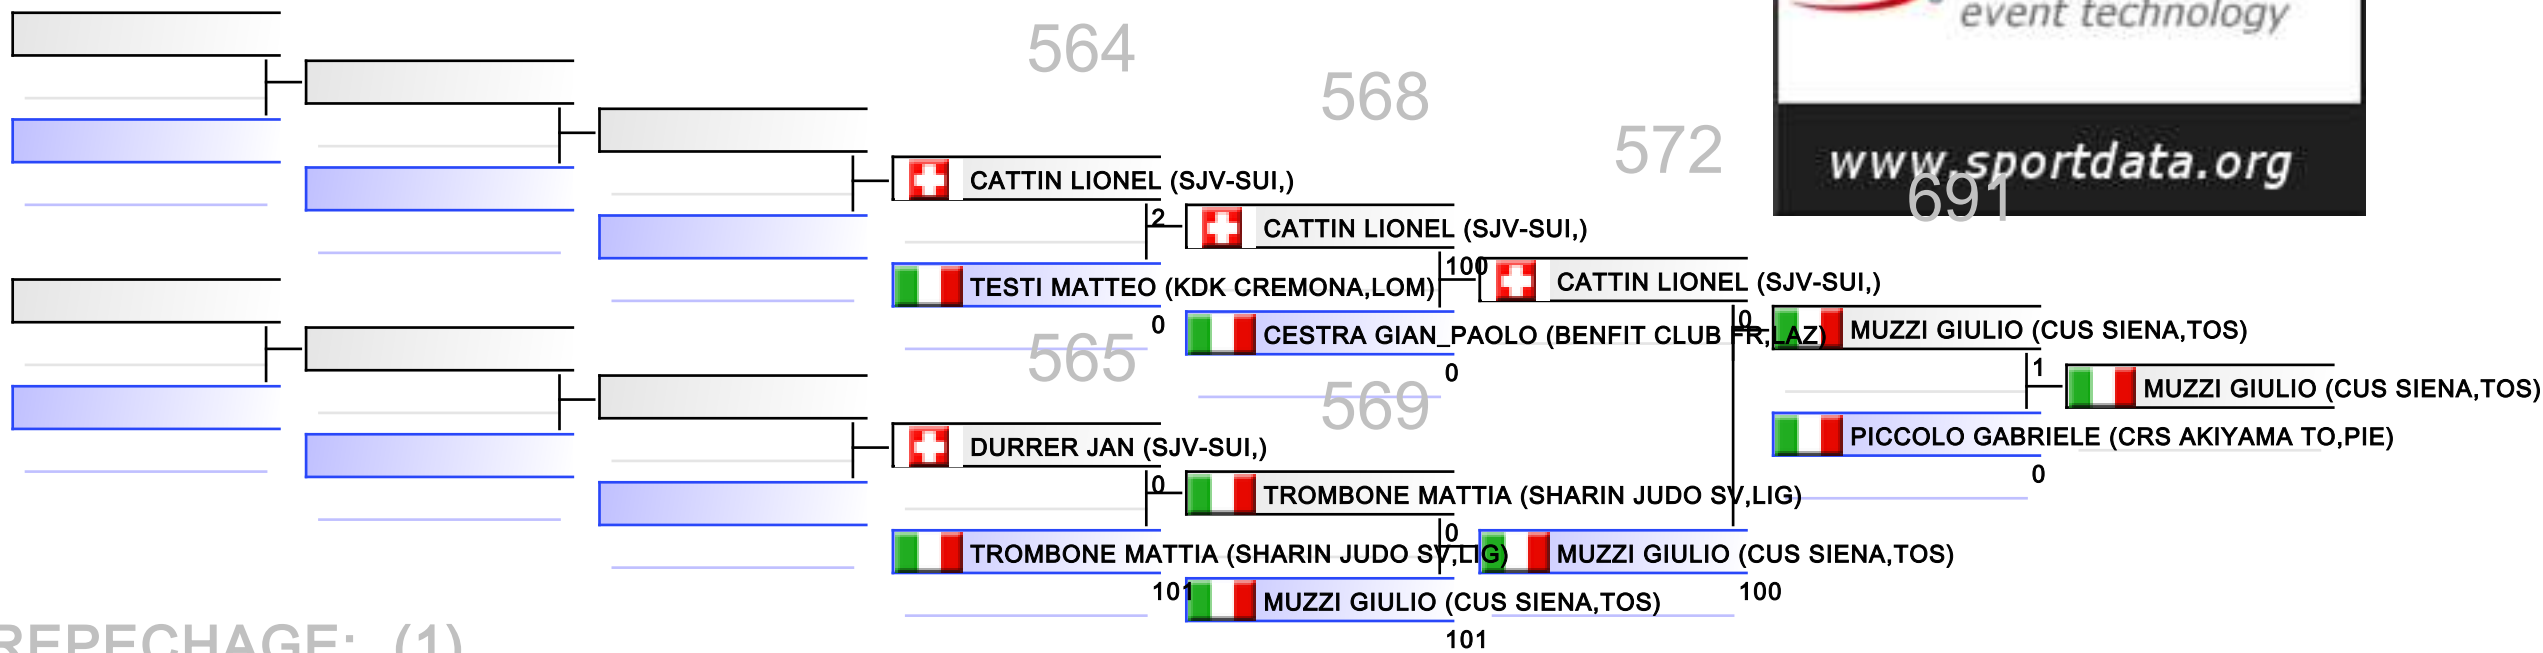 event technology
564
568
572
www.sportdata.org
691
CATTIN LIONEL (SJV-SUI,)
2
CATTIN LIONEL (SJV-SUI,)
TESTI MATTEO (KDK CREMONA,LOM)
0
100
CATTIN LIONEL (SJV-SUI,)
CESTRA GIAN_PAOLO (BENFIT CLUB FR,LAZ)
0
0
MUZZI GIULIO (CUS SIENA,TOS)
1
MUZZI GIULIO (CUS SIENA,TOS)
PICCOLO GABRIELE (CRS AKIYAMA TO,PIE)
0
565
569
DURRER JAN (SJV-SUI,)
0
TROMBONE MATTIA (SHARIN JUDO SV,LIG)
TROMBONE MATTIA (SHARIN JUDO SV,LIG)
101
0
MUZZI GIULIO (CUS SIENA,TOS)
100
MUZZI GIULIO (CUS SIENA,TOS)
101
REPECHAGE: (1)